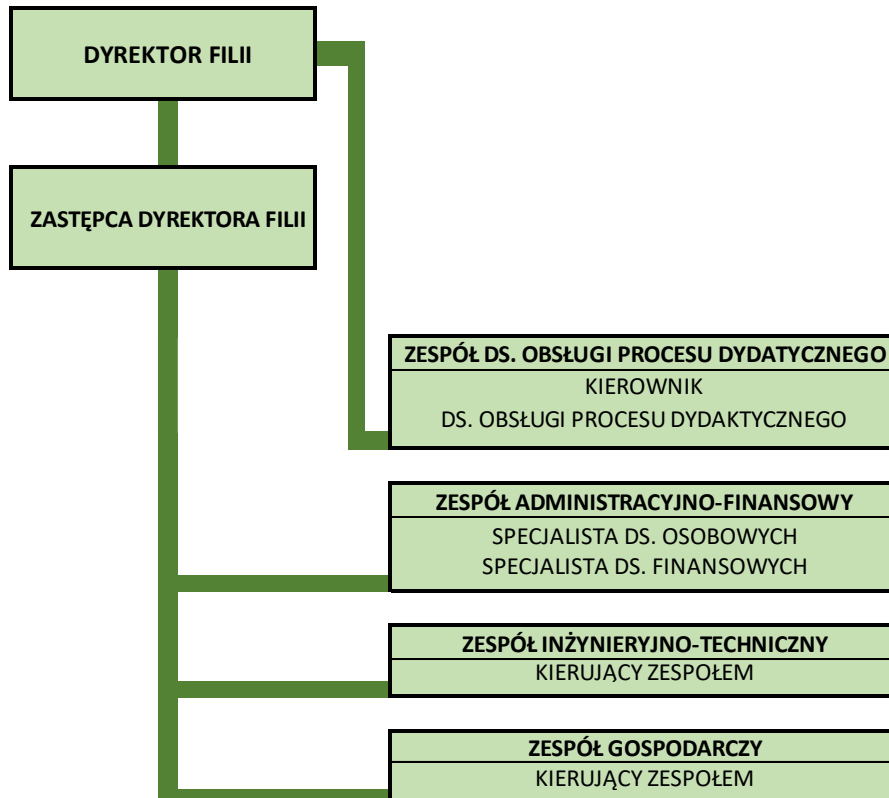 DYREKTOR FILII
ZASTĘPCA DYREKTORA FILII
ZESPÓŁ DS. OBSŁUGI PROCESU DYDATYCZNEGO
KIEROWNIK
DS. OBSŁUGI PROCESU DYDAKTYCZNEGO
ZESPÓŁ ADMINISTRACYJNO-FINANSOWY
SPECJALISTA DS. OSOBOWYCH
SPECJALISTA DS. FINANSOWYCH
ZESPÓŁ INŻYNIERYJNO-TECHNICZNY
KIERUJĄCY ZESPOŁEM
ZESPÓŁ GOSPODARCZY
KIERUJĄCY ZESPOŁEM